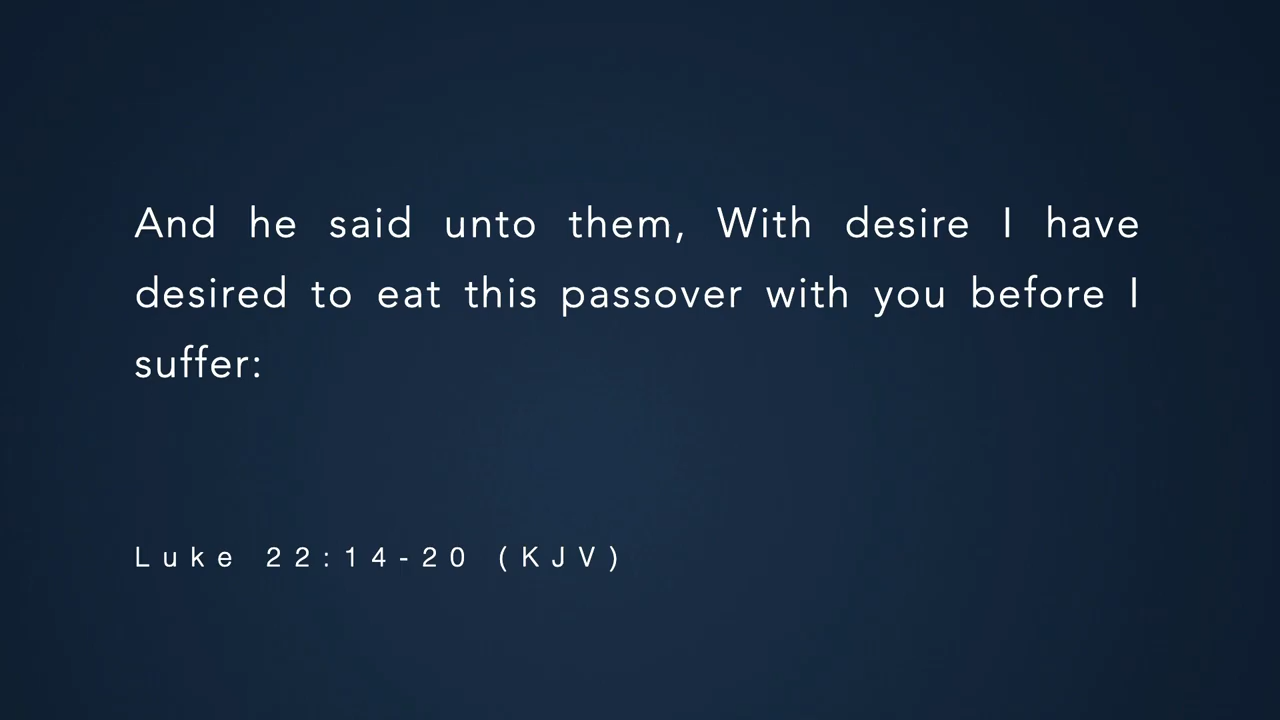 And he said unto them, With desire I have
desired to eat this passover with you before I
suffer:
Luke 22:14-20 (KJV)